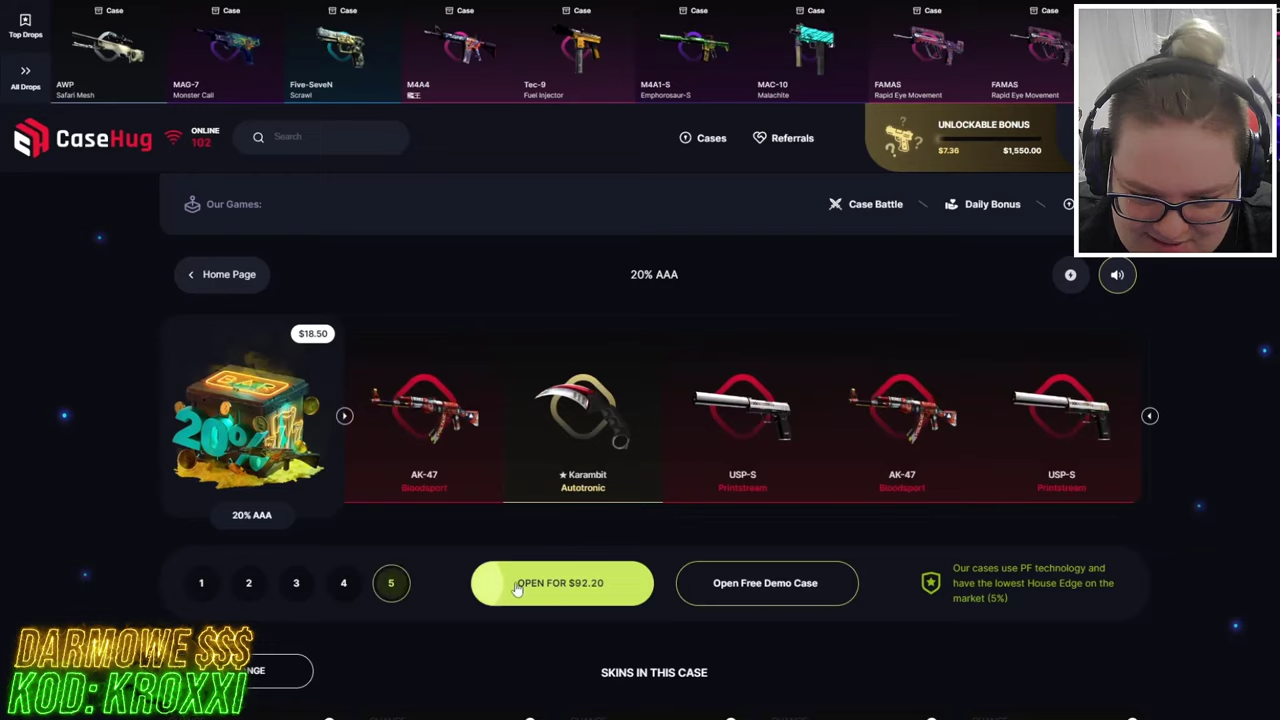 Top Drops
All Drops
Case
AWP
Safari Mesh
Case
MAG-7
Monster Call
Case
Five-SeveN
Scrawl
Case
M4A4
龍王
Case
Tec-9
Fuel Injector
Case
M4A1-S
Emphorosaur-S
Case
MAC-10
Malachite
Case
FAMAS
Rapid Eye Movement
Case
FAMAS
Rapid Eye Movement
CaseHug
ONLINE
102
Search
Cases
Referrals
UNLOCKABLE BONUS
$7.36 $1,550.00
Our Games:
Case Battle
Daily Bonus
Home Page
20% AAA
$18.50
20%
20% AAA
AK-47
Bloodsport
★ Karambit
Autotronic
USP-S
Printstream
AK-47
Bloodsport
USP-S
Printstream
1 2 3 4 5
OPEN FOR $92.20
Open Free Demo Case
Our cases use PF technology and
have the lowest House Edge on the
market (5%)
DARMOWE $$$
KOD: KROXXI
NGE
SKINS IN THIS CASE